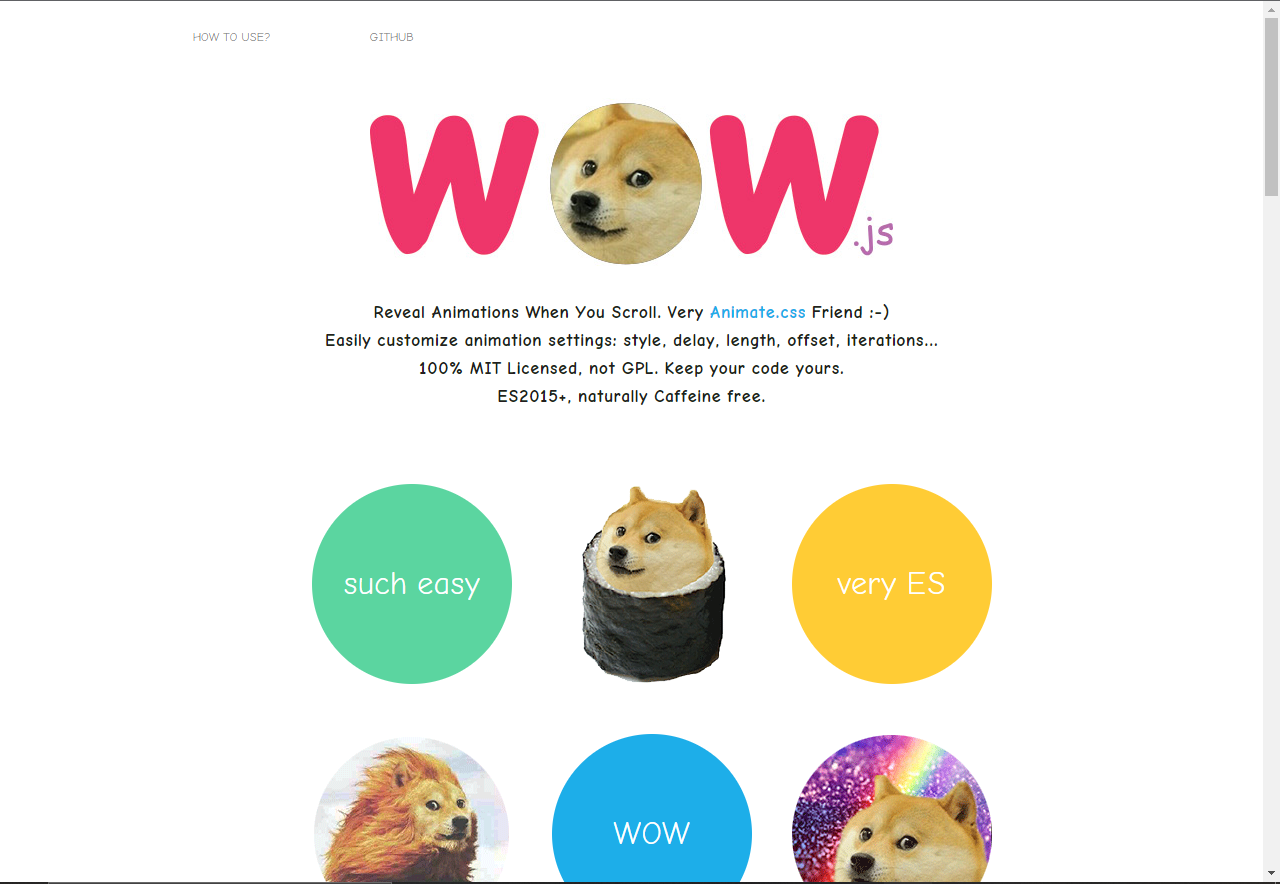 HOW TO USE?
GITHUB
WOW.js
Reveal Animations When You Scroll. Very Animate.css Friend :-)
Easily customize animation settings: style, delay, length, offset, iterations...
100% MIT Licensed, not GPL. Keep your code yours.
ES2015+, naturally Caffeine free.
such easy
very ES
WOW